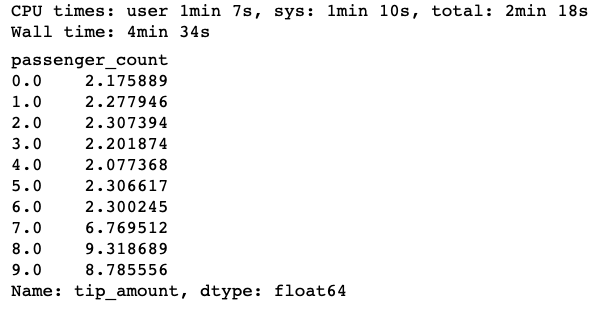 CPU times: user 1min 7s, sys: 1min 10s, total: 2min 18s
Wall time: 4min 34s
passenger_count
0.0    2.175889
1.0    2.277946
2.0    2.307394
3.0    2.201874
4.0    2.077368
5.0    2.306617
6.0    2.300245
7.0    6.769512
8.0    9.318689
9.0    8.785556
Name: tip_amount, dtype: float64